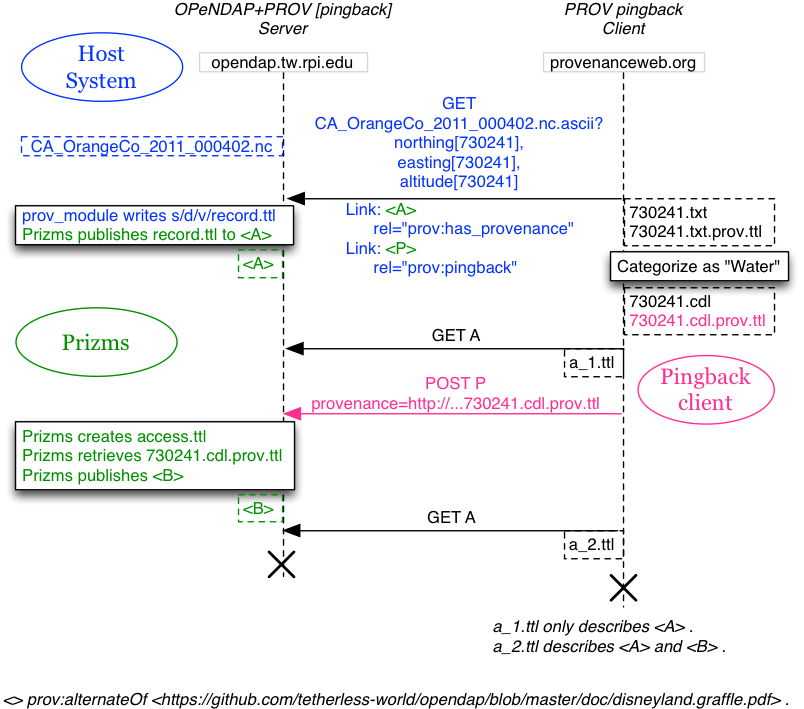 OPeNDAP+PROV [pingback]
Server
PROV pingback
Client
Host
System
opendap.tw.rpi.edu
provenanceweb.org
GET
CA_OrangeCo_2011_000402.nc.ascii?
northing[730241],
easting[730241],
altitude[730241]
CA_OrangeCo_2011_000402.nc
prov_module writes s/d/v/record.ttl
Prizms publishes record.ttl to <A>
Link: <A>
rel="prov:has_provenance"
Link: <P>
rel="prov:pingback"
730241.txt
730241.txt.prov.ttl
<A>
Categorize as "Water"
730241.cdl
730241.cdl.prov.ttl
Prizms
GET A
a_1.ttl
Pingback
client
POST P
provenance=http://...730241.cdl.prov.ttl
Prizms creates access.ttl
Prizms retrieves 730241.cdl.prov.ttl
Prizms publishes <B>
<B>
GET A
a_2.ttl
a_1.ttl only describes <A> .
a_2.ttl describes <A> and <B> .
<> prov:alternateOf <https://github.com/tetherless-world/opendap/blob/master/doc/disneyland.graffle.pdf> .